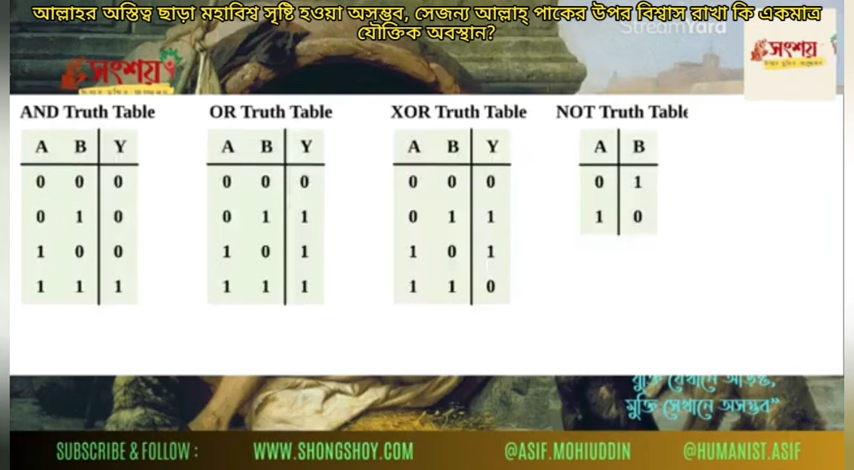 আল্লাহর অস্তিত্ব ছাড়া মহাবিশ্ব সৃষ্টি হওয়া অসম্ভব, সেজন্য আল্লাহ্ পাকের উপর বিশ্বাস রাখা কি একমাত্র
যৌক্তিক অবস্থান?
StreamYard
সংশয়
সংশয়
AND Truth Table OR Truth Table XOR Truth Table NOT Truth Table
A B Y A B Y A B Y A B
0 0 0 0 0 0 0 0 0 0 1
0 1 0 0 1 1 0 1 1 1 0
1 0 0 1 0 1 1 0 1
1 1 1 1 1 1 1 1 0
মুক্তি সেখানে অসম্ভব”
SUBSCRIBE & FOLLOW : WWW.SHONGSHOY.COM @ASIF.MOHIUDDIN @HUMANIST.ASIF